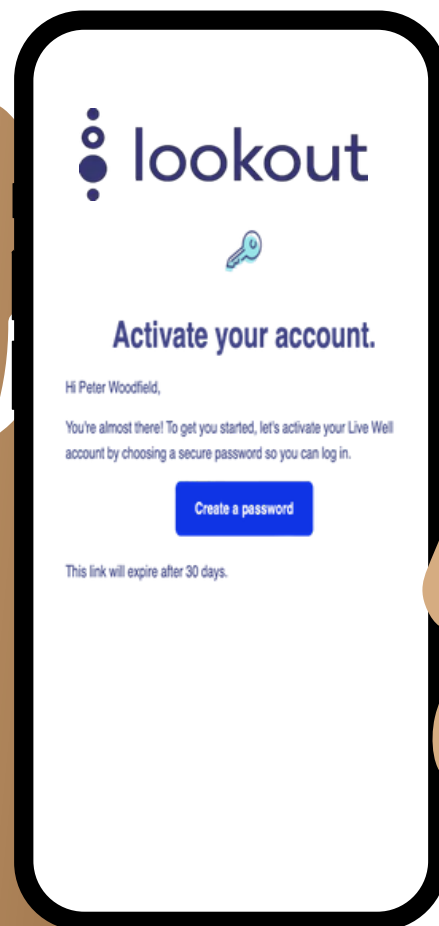 lookout
Activate your account.
Hi Peter Woodfield,
You're almost there! To get you started, let's activate your Live Well
account by choosing a secure password so you can log in.
Create a password
This link will expire after 30 days.